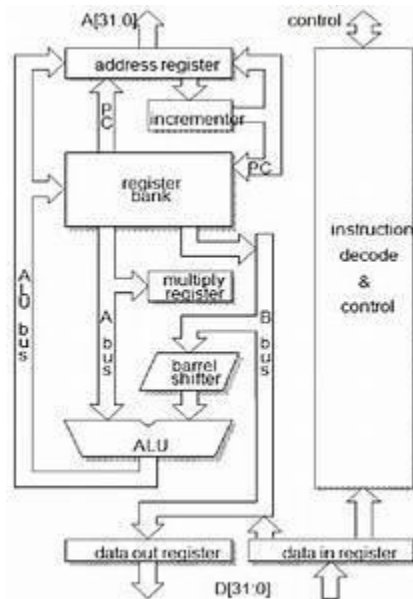 A[31:0]
control
address register
PC
incrementer
PC
register
bank
instruction
decode
&
control
multiply
register
ALU bus
A bus
B bus
barrel
shifter
ALU
data out register
data in register
D[31:0]